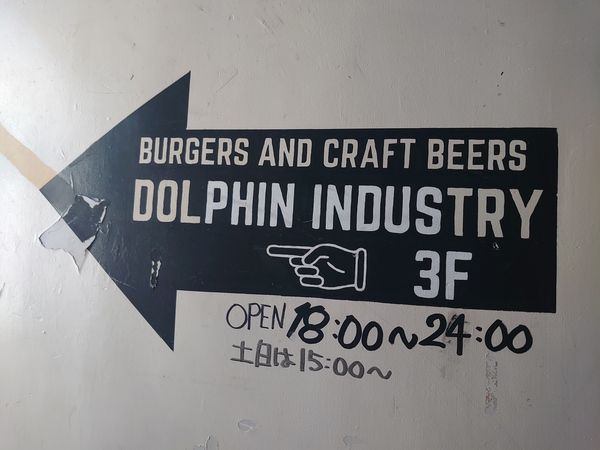 BURGERS AND CRAFT BEERS
DOLPHIN INDUSTRY
3F
OPEN 18:00~24:00
土日は15:00~